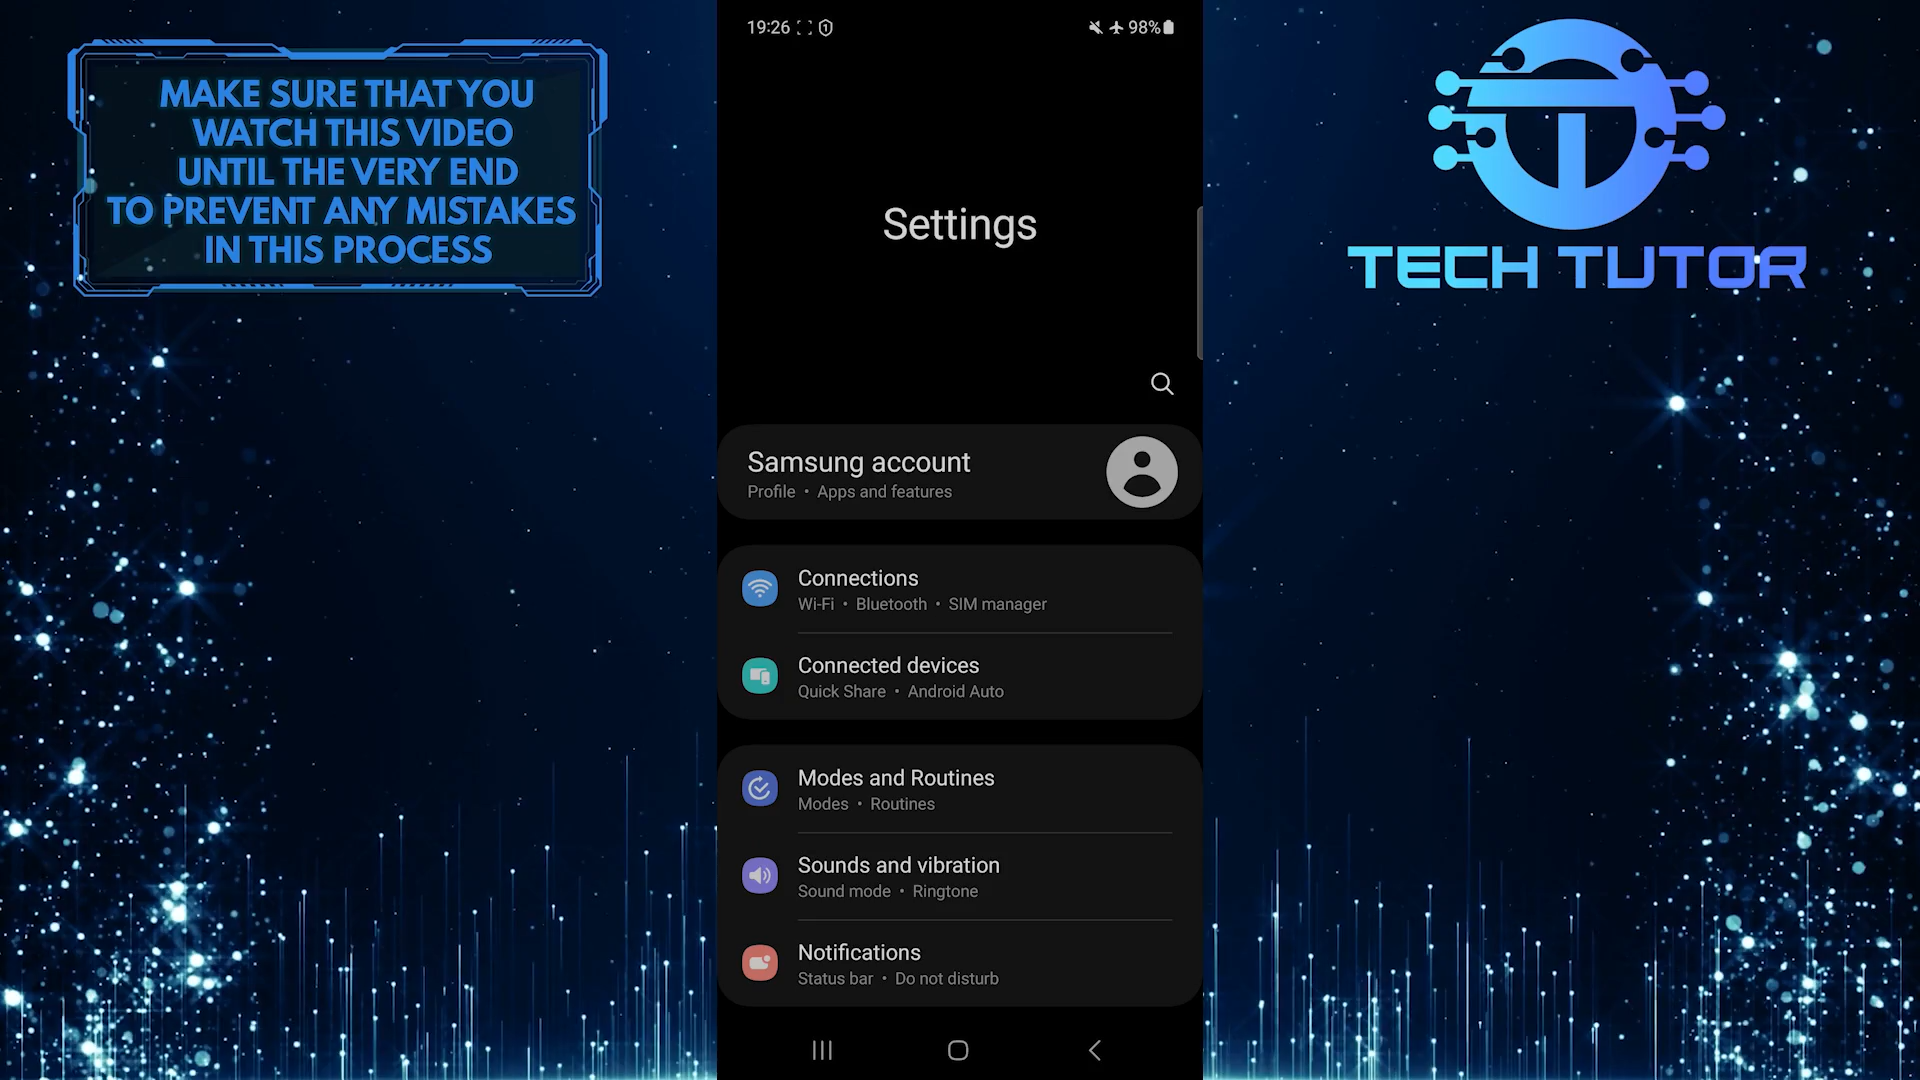 MAKE SURE THAT YOU
WATCH THIS VIDEO
UNTIL THE VERY END
TO PREVENT ANY MISTAKES
IN THIS PROCESS
19:26
98%
Settings
Samsung account
Profile • Apps and features
Connections
Wi-Fi • Bluetooth • SIM manager
Connected devices
Quick Share • Android Auto
Modes and Routines
Modes • Routines
Sounds and vibration
Sound mode • Ringtone
Notifications
Status bar • Do not disturb
TECH TUTOR